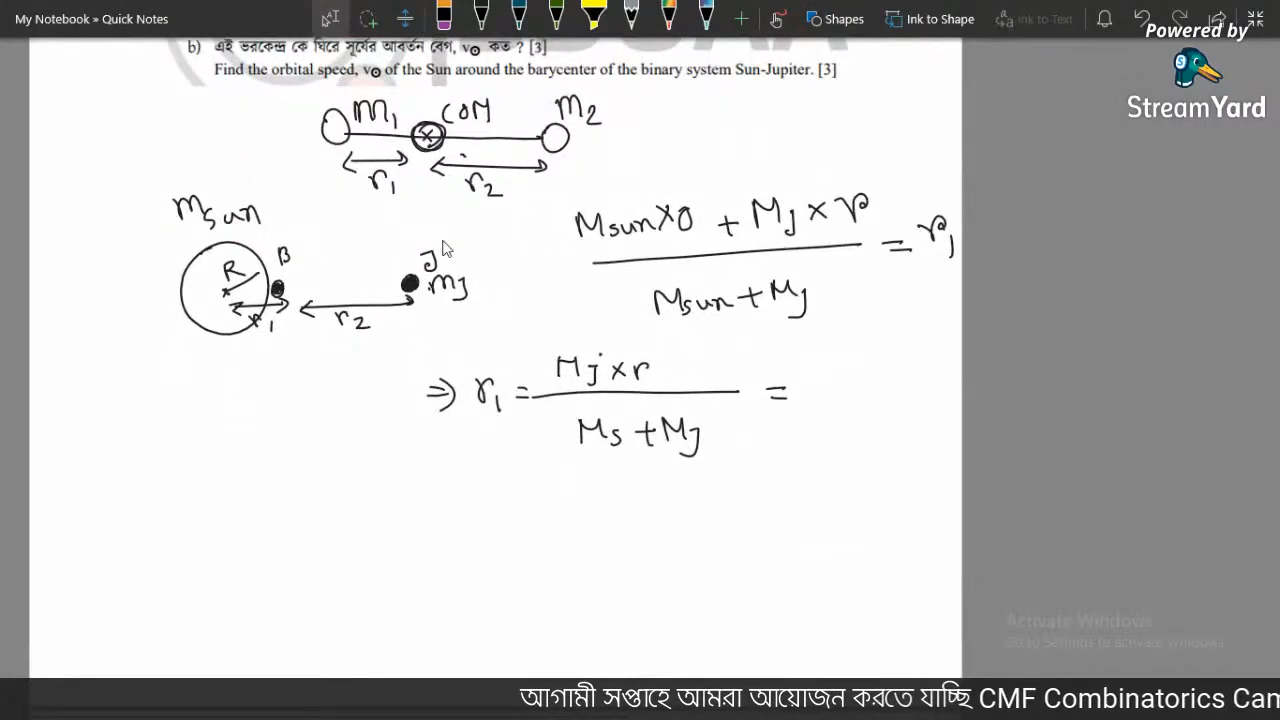 My Notebook » Quick Notes
Shapes
Ink to Shape
Ink to Text
Powered by
StreamYard
b) এই ভরকেন্দ্র কে ঘিরে সূর্যের আবর্তন বেগ, v⊙ কত ? [3]
Find the orbital speed, v⊙ of the Sun around the barycenter of the binary system Sun-Jupiter. [3]
M₁ COM m₂
r₁ r₂
Msun
R B J MJ
r₁ r₂
Msun×0 + MJ × r
= r₁
Msun + MJ
⇒ r₁ = Mj × r =
Ms + MJ
Activate Windows
Go to Settings to activate Windows.
আগামী সপ্তাহে আমরা আয়োজন করতে যাচ্ছি CMF Combinatorics Cam